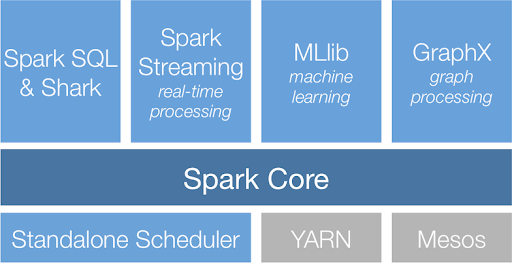 Spark SQL
& Shark
Spark
Streaming
real-time
processing
MLlib
machine
learning
GraphX
graph
processing
Spark Core
Standalone Scheduler
YARN
Mesos